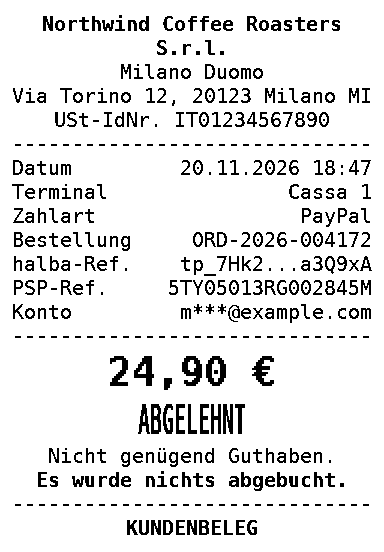 Northwind Coffee Roasters
S.r.l.
Milano Duomo
Via Torino 12, 20123 Milano MI
USt-IdNr. IT01234567890
------------------------------
Datum 20.11.2026 18:47
Terminal Cassa 1
Zahlart PayPal
Bestellung ORD-2026-004172
halba-Ref. tp_7Hk2...a3Q9xA
PSP-Ref. 5TY05013RG002845M
Konto m***@example.com
------------------------------
24,90 €
ABGELEHNT
Nicht genügend Guthaben.
Es wurde nichts abgebucht.
------------------------------
KUNDENBELEG